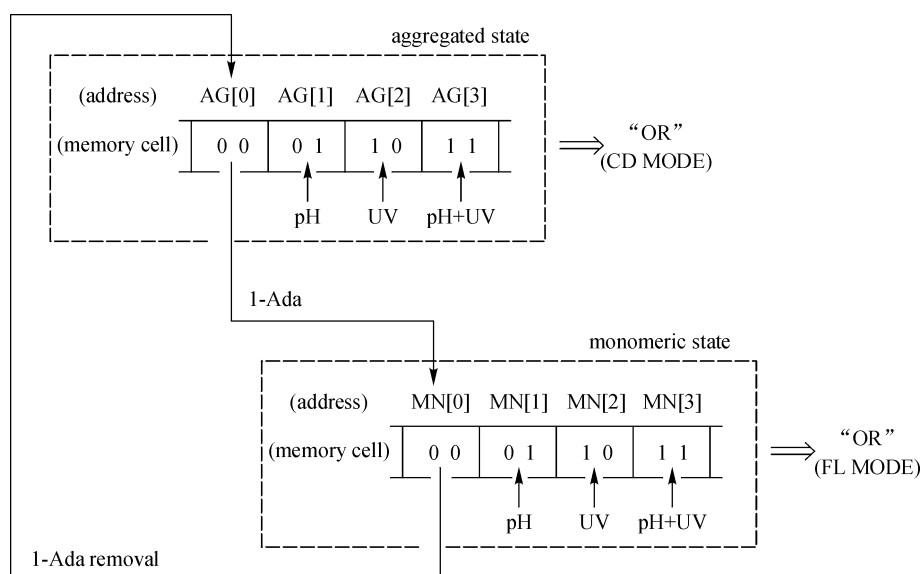 aggregated state
(address) AG[0] AG[1] AG[2] AG[3]
(memory cell) 0 0 0 1 1 0 1 1
“OR”
(CD MODE)
pH UV pH+UV
1-Ada
monomeric state
(address) MN[0] MN[1] MN[2] MN[3]
(memory cell) 0 0 0 1 1 0 1 1
“OR”
(FL MODE)
pH UV pH+UV
1-Ada removal